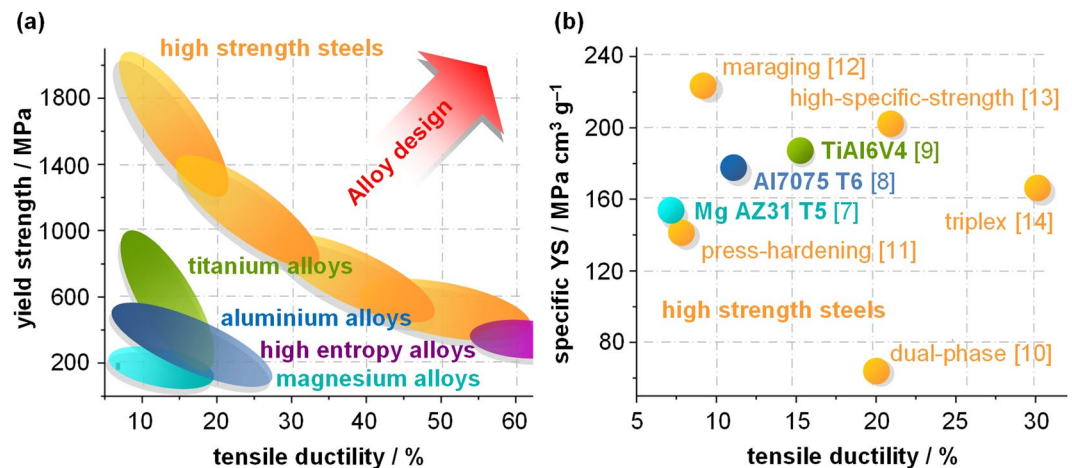 (a)
high strength steels
Alloy design
titanium alloys
aluminium alloys
high entropy alloys
magnesium alloys
yield strength / MPa
1800
1400
1000
600
200
10 20 30 40 50 60
tensile ductility / %
(b)
maraging [12]
high-specific-strength [13]
TiAl6V4 [9]
Al7075 T6 [8]
Mg AZ31 T5 [7]
triplex [14]
press-hardening [11]
high strength steels
dual-phase [10]
specific YS / MPa cm³ g⁻¹
240
200
160
120
80
5 10 15 20 25 30
tensile ductility / %